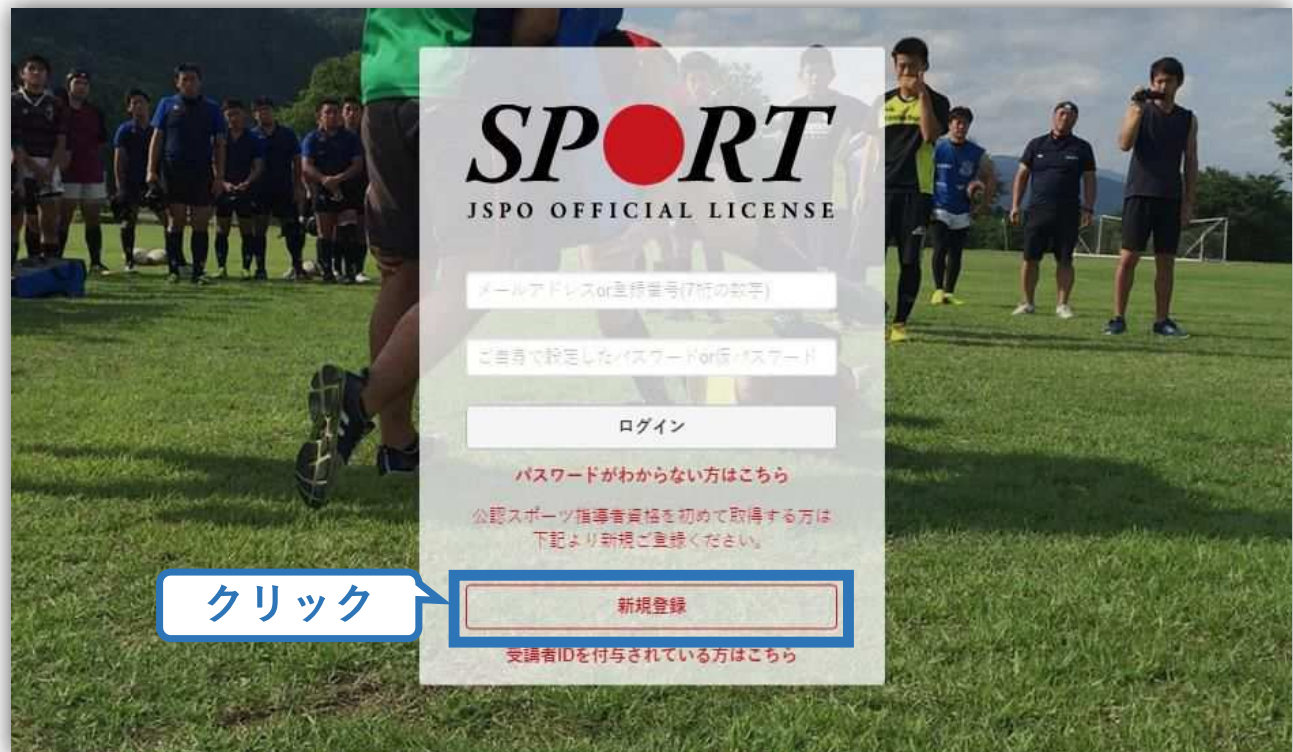 SPORT
JSPO OFFICIAL LICENSE
メールアドレスor登録番号(7桁の数字)
ご自身で設定したパスワードor仮パスワード
ログイン
パスワードがわからない方はこちら
公認スポーツ指導者資格を初めて取得する方は
下記より新規ご登録ください。
クリック
新規登録
受講者IDを付与されている方はこちら